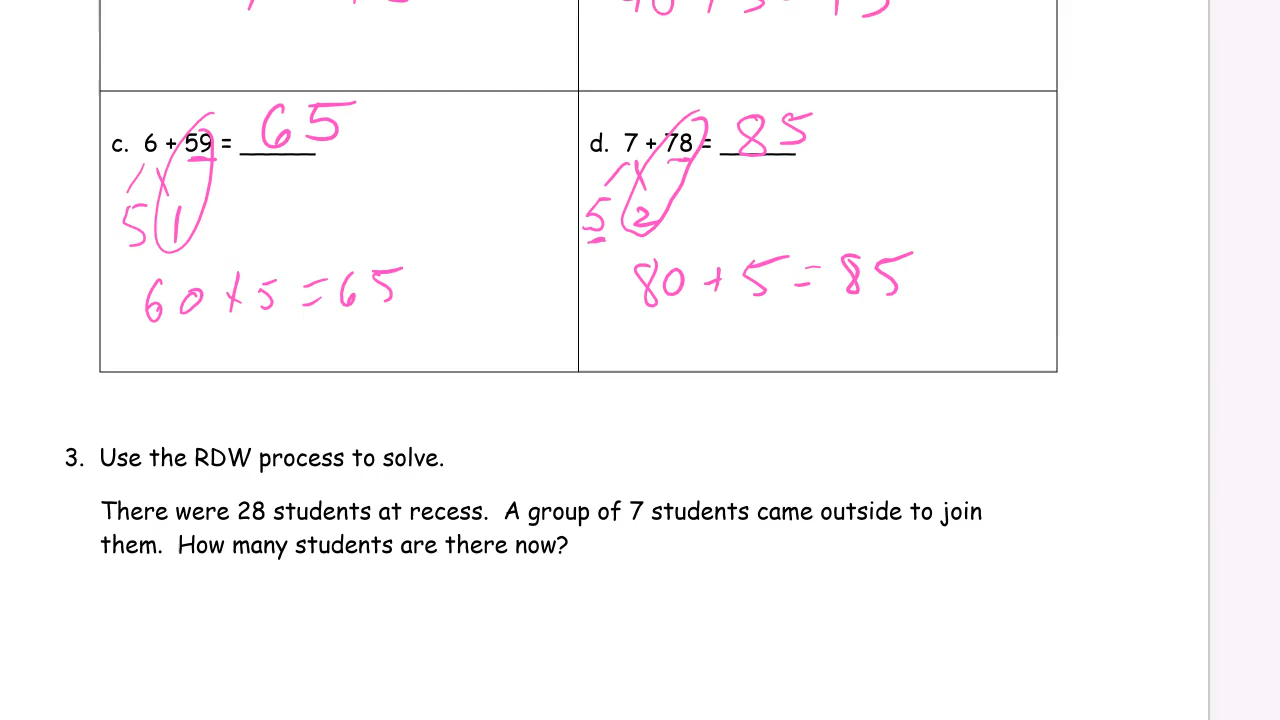 c. 6 + 59 = 65
5 1
60 + 5 = 65
d. 7 + 78 = 85
5 2
80 + 5 = 85
3. Use the RDW process to solve.
There were 28 students at recess. A group of 7 students came outside to join
them. How many students are there now?